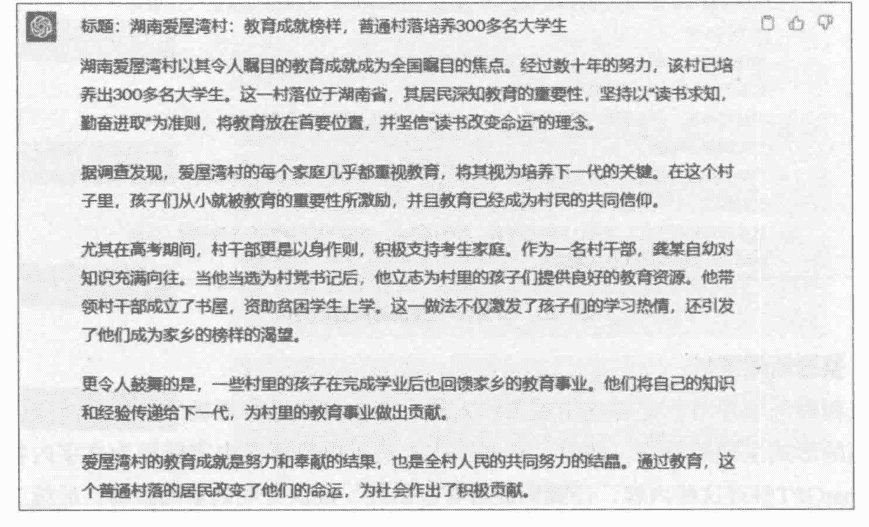 标题：湖南爱屋湾村：教育成就榜样，普通村落培养300多名大学生
湖南爱屋湾村以其令人瞩目的教育成就成为全国瞩目的焦点。经过数十年的努力，该村已培
养出300多名大学生。这一村落位于湖南省，其居民深知教育的重要性，坚持以“读书求知，
勤奋进取”为准则，将教育放在首要位置，并坚信“读书改变命运”的理念。
据调查发现，爱屋湾村的每个家庭几乎都重视教育，将其视为培养下一代的关键。在这个村
子里，孩子们从小就被教育的重要性所激励，并且教育已经成为村民的共同信仰。
尤其在高考期间，村干部更是以身作则，积极支持考生家庭。作为一名村干部，龚某自幼对
知识充满向往。当他当选为村党书记后，他立志为村里的孩子们提供良好的教育资源。他带
领村干部成立了书屋，资助贫困学生上学。这一做法不仅激发了孩子们的学习热情，还引发
了他们成为家乡的榜样的渴望。
更令人鼓舞的是，一些村里的孩子在完成学业后也回馈家乡的教育事业。他们将自己的知识
和经验传递给下一代，为村里的教育事业做出贡献。
爱屋湾村的教育成就是努力和奉献的结果，也是全村人民的共同努力的结晶。通过教育，这
个普通村落的居民改变了他们的命运，为社会作出了积极贡献。